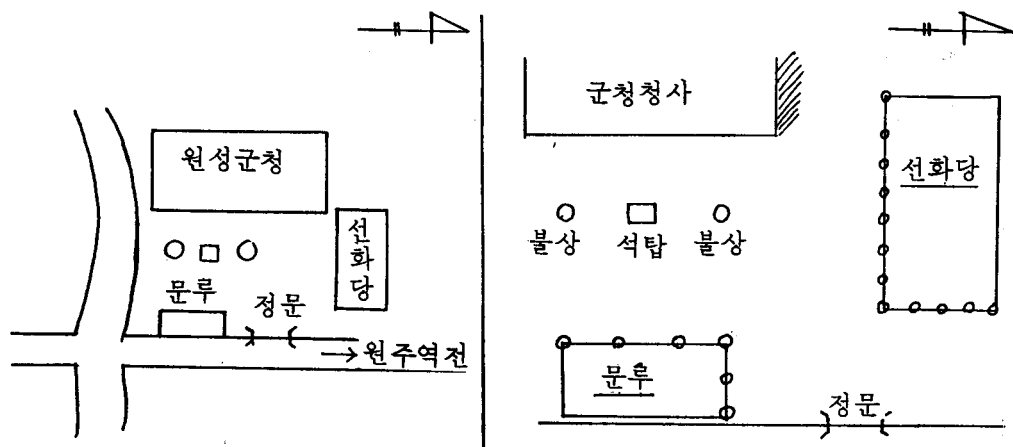 원성군청
선화당
문루
정문
→원주역전
군청청사
선화당
불상 석탑 불상
문루
정문